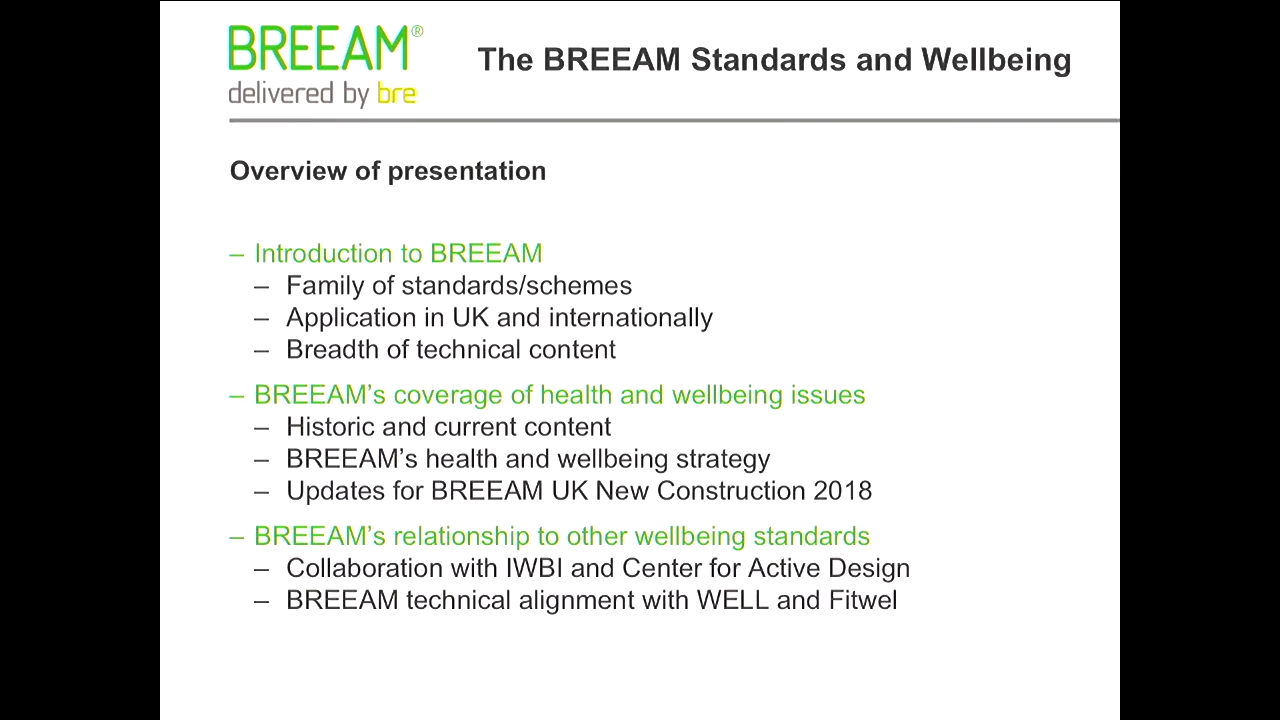 BREEAM®
delivered by bre
The BREEAM Standards and Wellbeing
Overview of presentation
– Introduction to BREEAM
– Family of standards/schemes
– Application in UK and internationally
– Breadth of technical content
– BREEAM’s coverage of health and wellbeing issues
– Historic and current content
– BREEAM’s health and wellbeing strategy
– Updates for BREEAM UK New Construction 2018
– BREEAM’s relationship to other wellbeing standards
– Collaboration with IWBI and Center for Active Design
– BREEAM technical alignment with WELL and Fitwel